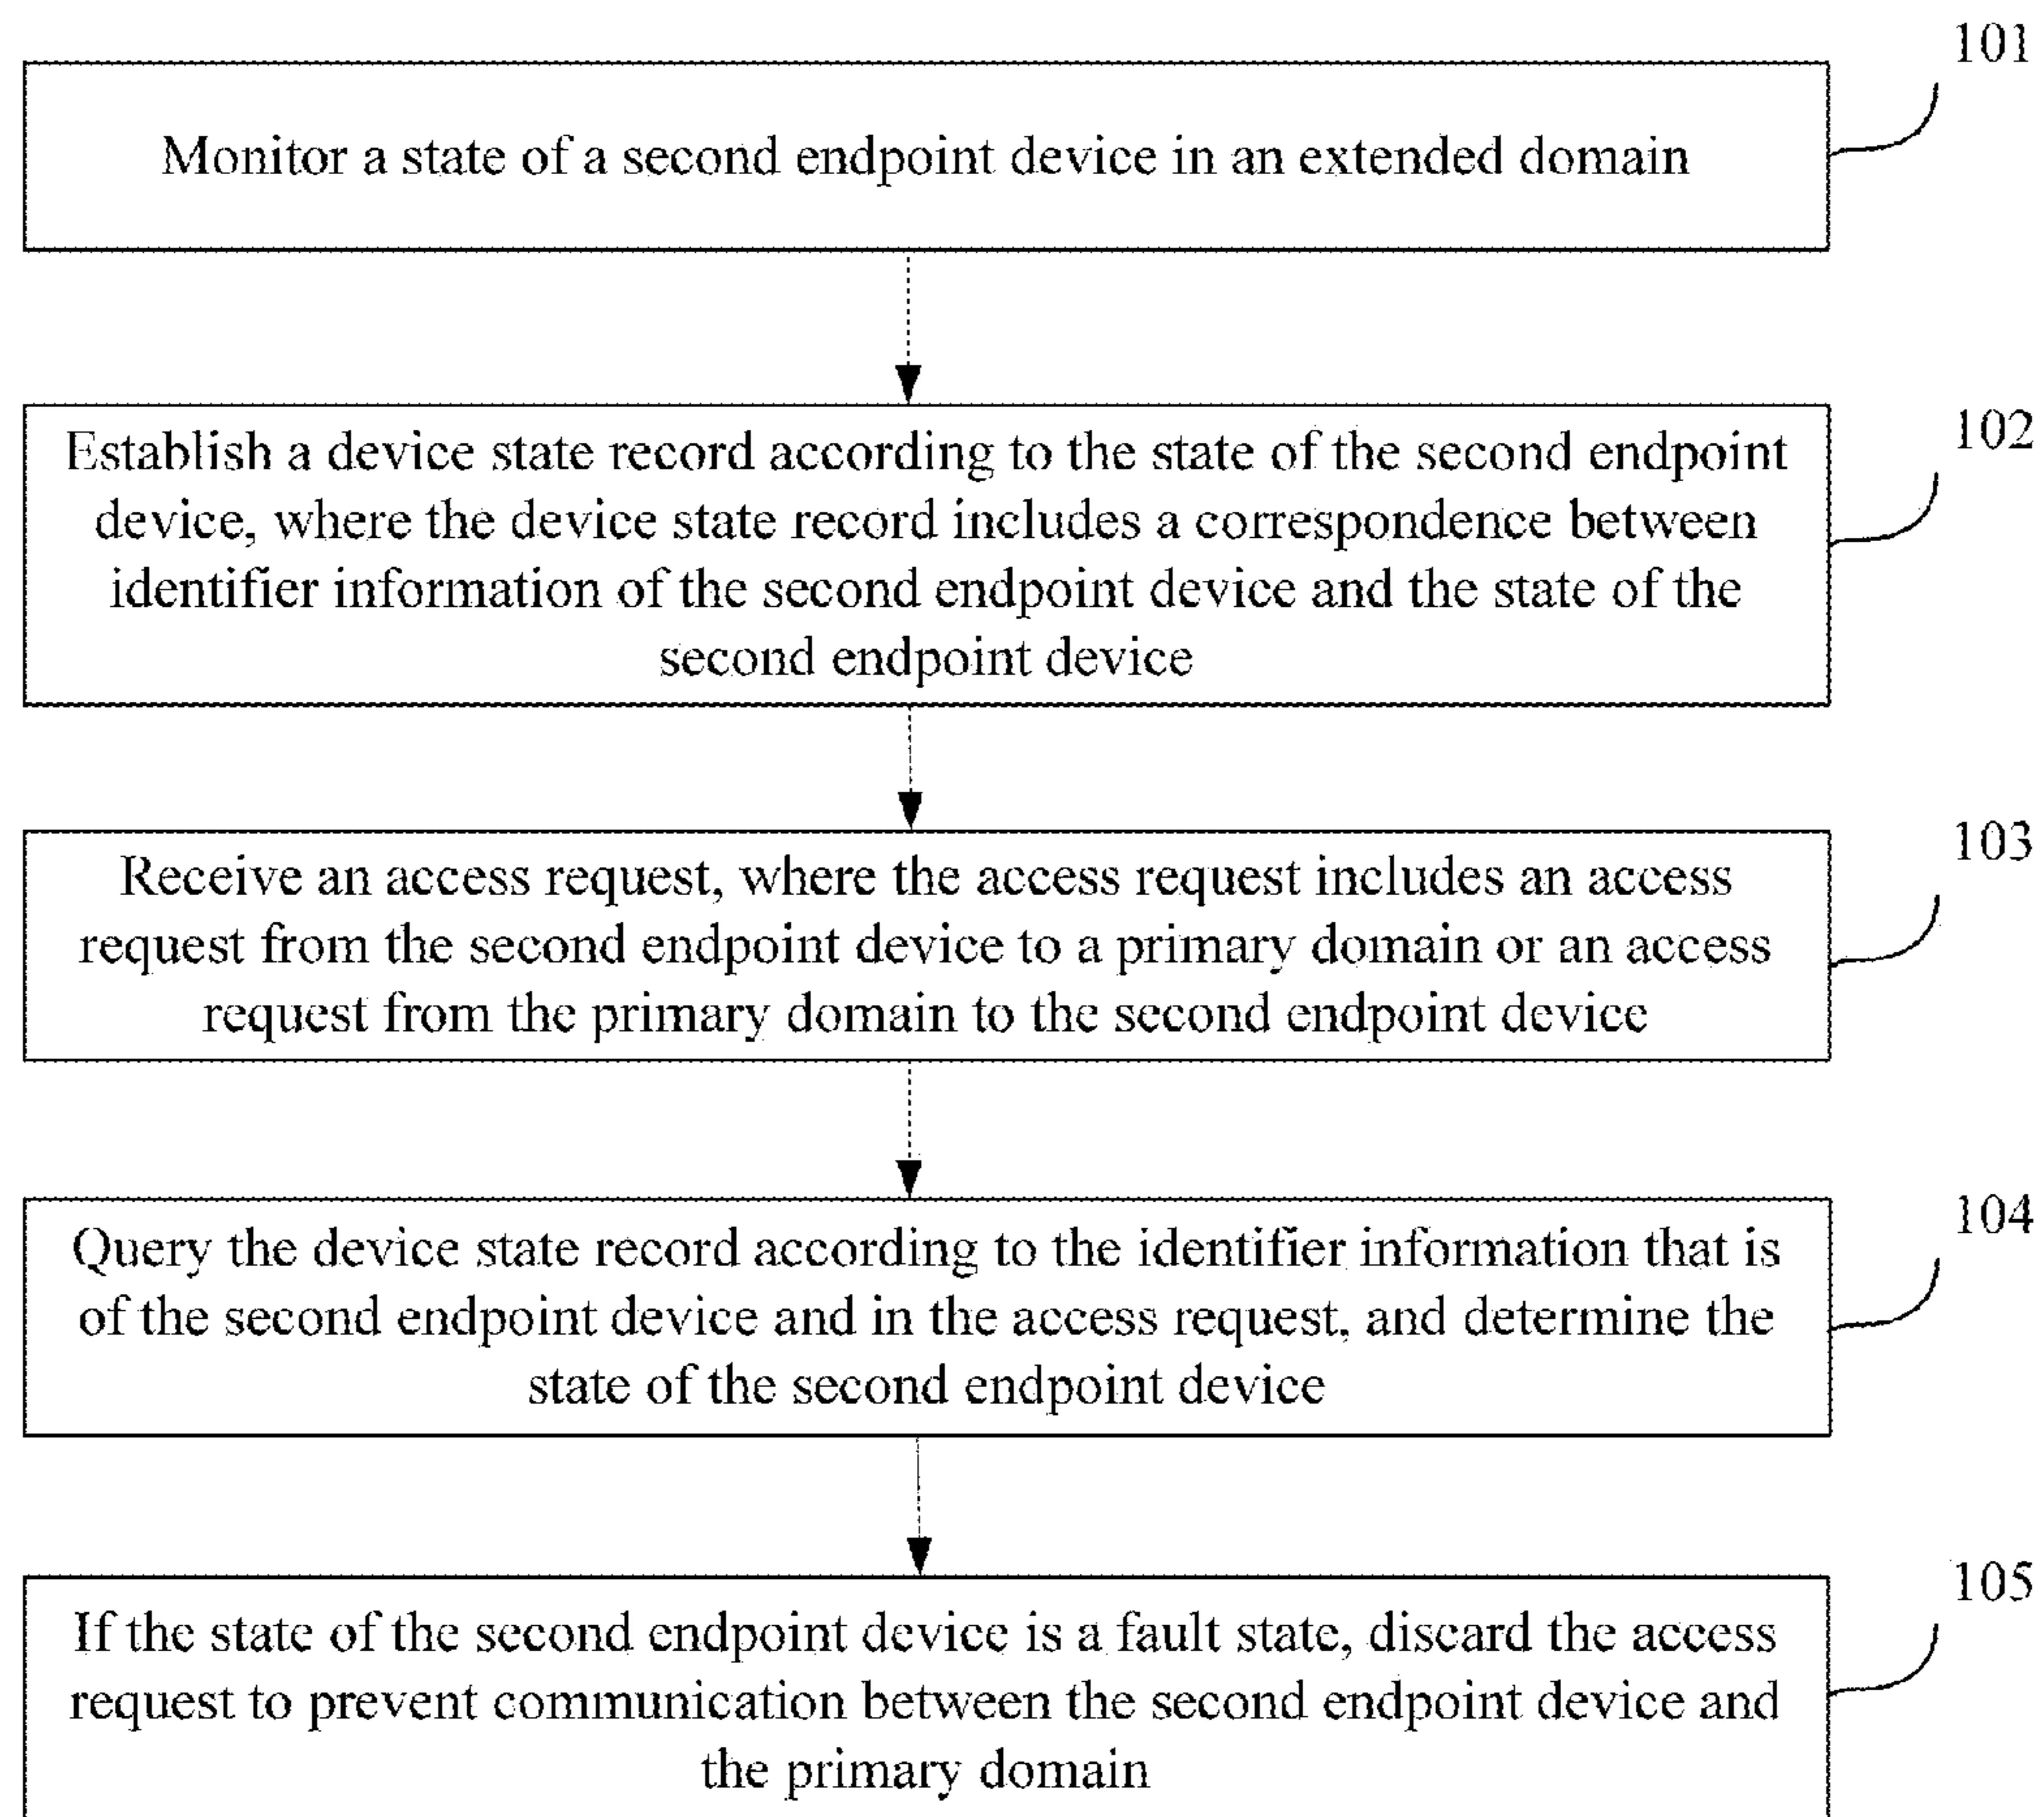 101
Monitor a state of a second endpoint device in an extended domain
102
Establish a device state record according to the state of the second endpoint
device, where the device state record includes a correspondence between
identifier information of the second endpoint device and the state of the
second endpoint device
103
Receive an access request, where the access request includes an access
request from the second endpoint device to a primary domain or an access
request from the primary domain to the second endpoint device
104
Query the device state record according to the identifier information that is
of the second endpoint device and in the access request, and determine the
state of the second endpoint device
105
If the state of the second endpoint device is a fault state, discard the access
request to prevent communication between the second endpoint device and
the primary domain